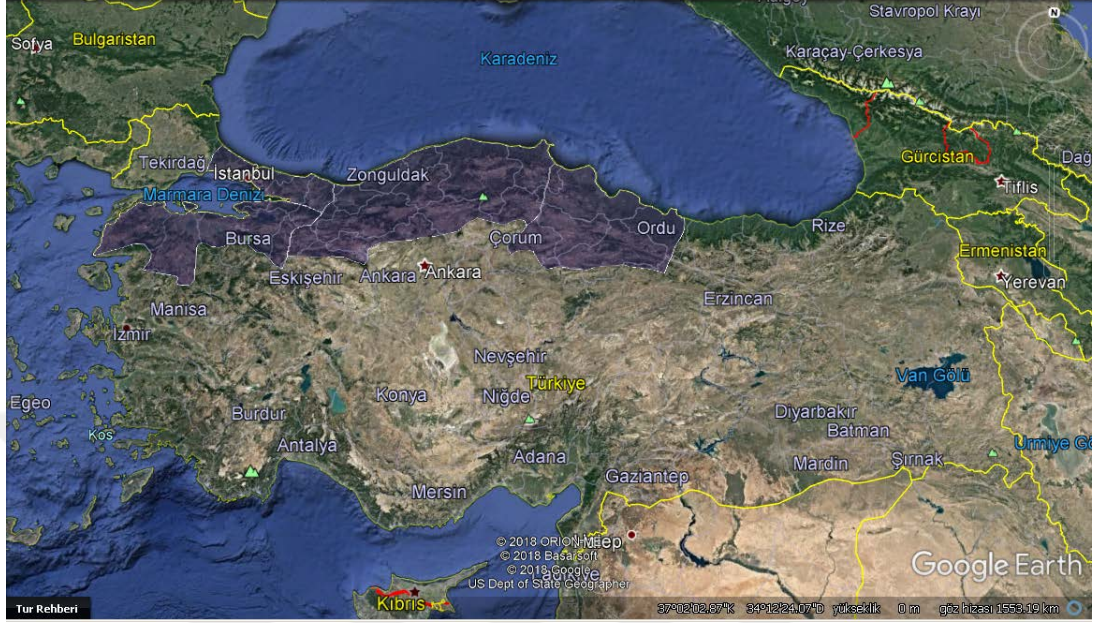 Stavropol Krayı
Bulgaristan
Sofya
Karadeniz
Karaçay-Çerkesya
Tekirdağ
İstanbul
Zonguldak
Gürcistan
Tiflis
Marmara Denizi
Ordu
Rize
Bursa
Çorum
Ermenistan
Eskişehir
Ankara
Ankara
Yerevan
Manisa
Erzincan
İzmir
Nevşehir
Türkiye
Van Gölü
Egeo
Konya
Niğde
Burdur
Diyarbakır
Kos
Batman
Antalya
Adana
Mardin
Şırnak
Gaziantep
Mersin
© 2018 ORION-ME
© 2018 Basarsoft
© 2018 Google
US Dept of State Geographer
Google Earth
Kıbrıs
Tur Rehberi
37°02'02.87"K 34°12'24.07"D yükseklik 0 m göz hizası 1553.19 km
N